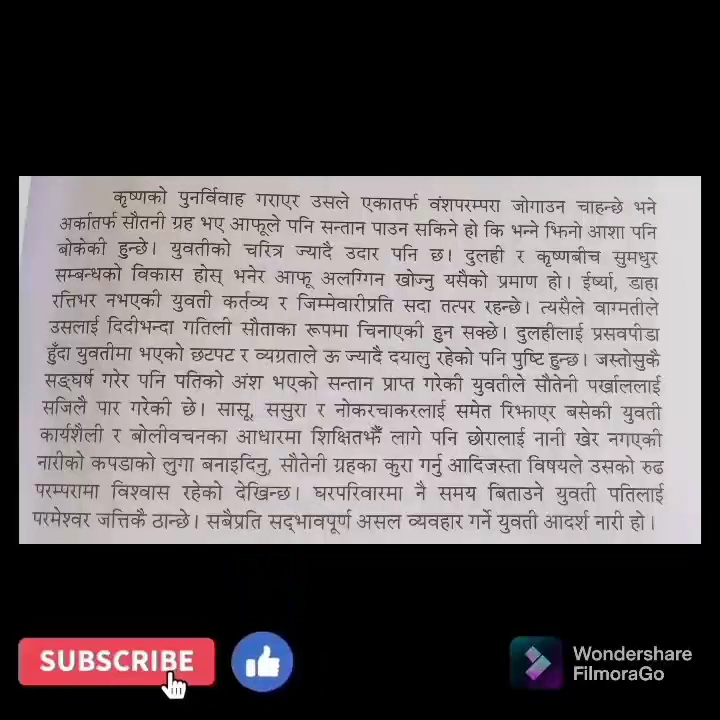 कृष्णको पुनर्विवाह गराएर उसले एकातर्फ वंशपरम्परा जोगाउन चाहन्छे भने
अर्कातर्फ सौतनी ग्रह भए आफूले पनि सन्तान पाउन सकिने हो कि भन्ने झिनो आशा पनि
बोकेकी हुन्छे। युवतीको चरित्र ज्यादै उदार पनि छ। दुलही र कृष्णबीच सुमधुर
सम्बन्धको विकास होस् भनेर आफू अलग्गिन खोज्नु यसैको प्रमाण हो। ईर्ष्या, डाहा
रत्तिभर नभएकी युवती कर्तव्य र जिम्मेवारीप्रति सदा तत्पर रहन्छे। त्यसैले वाग्मतीले
उसलाई दिदीभन्दा गतिली सौताका रूपमा चिनाएकी हुन सक्छे। दुलहीलाई प्रसवपीडा
हुँदा युवतीमा भएको छटपट र व्यग्रताले ऊ ज्यादै दयालु रहेको पनि पुष्टि हुन्छ। जस्तोसुकै
सङ्घर्ष गरेर पनि पतिको अंश भएको सन्तान प्राप्त गरेकी युवतीले सौतेनी पर्खाललाई
सजिलै पार गरेकी छे। सासू, ससुरा र नोकरचाकरलाई समेत रिझाएर बसेकी युवती
कार्यशैली र बोलीवचनका आधारमा शिक्षितझैँ लागे पनि छोरालाई नानी खेर नगएकी
नारीको कपडाको लुगा बनाइदिनु, सौतेनी ग्रहका कुरा गर्नु आदिजस्ता विषयले उसको रुढ
परम्परामा विश्वास रहेको देखिन्छ। घरपरिवारमा नै समय बिताउने युवती पतिलाई
परमेश्वर जत्तिकै ठान्छे। सबैप्रति सद्भावपूर्ण असल व्यवहार गर्ने युवती आदर्श नारी हो।
SUBSCRIBE
Wondershare
FilmoraGo